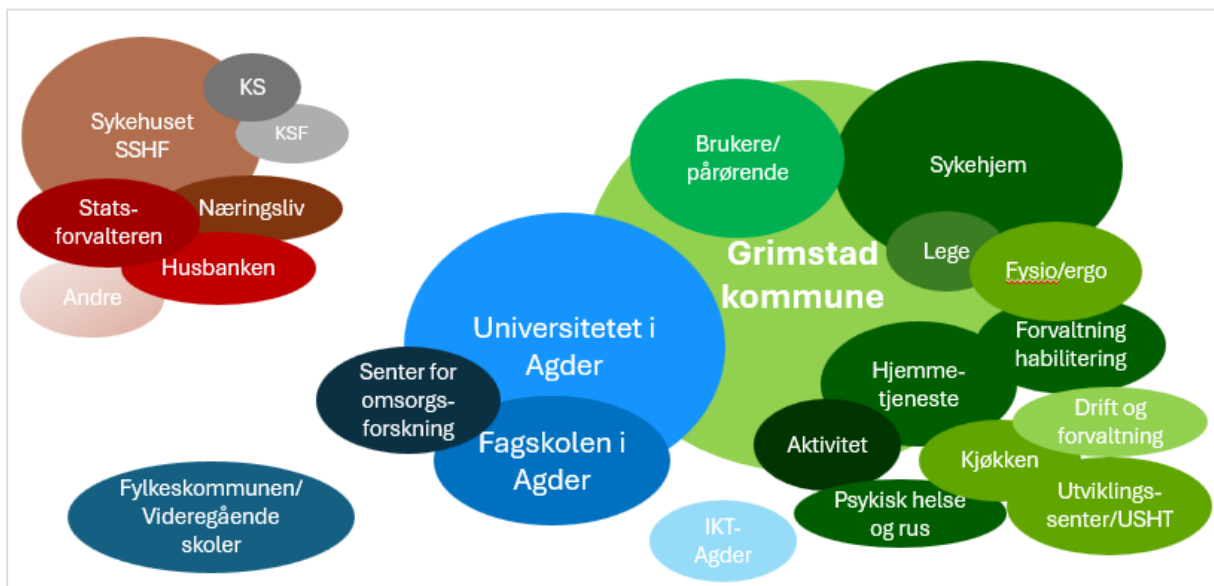 Sykehuset
SSHF
KS
KSF
Stats-
forvalteren
Næringsliv
Husbanken
Andre
Brukere/
pårørende
Sykehjem
Grimstad
kommune
Lege
Fysio/ergo
Forvaltning
habilitering
Hjemme-
tjeneste
Drift og
forvaltning
Aktivitet
Kjøkken
Psykisk helse
og rus
Utviklings-
senter/USHT
Universitetet i
Agder
Senter for
omsorgs-
forskning
Fagskolen i
Agder
Fylkeskommunen/
Videregående
skoler
IKT-
Agder